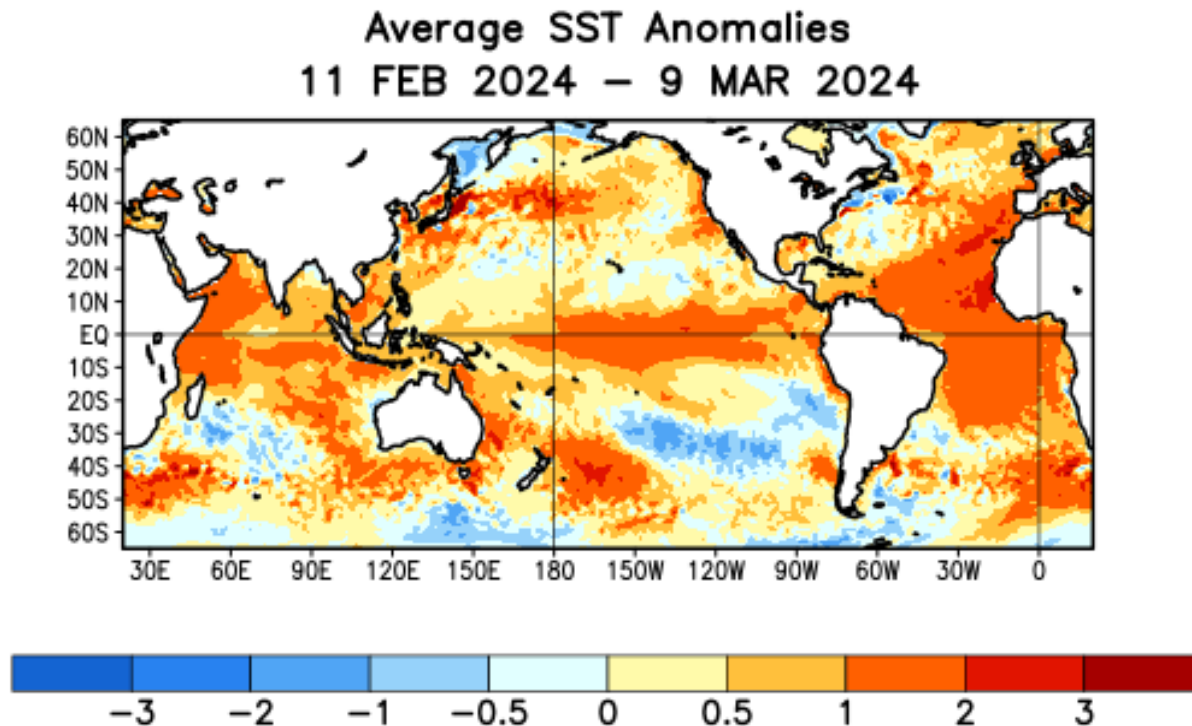 Average SST Anomalies
11 FEB 2024 – 9 MAR 2024
60N
50N
40N
30N
20N
10N
EQ
10S
20S
30S
40S
50S
60S
30E 60E 90E 120E 150E 180 150W 120W 90W 60W 30W 0
-3 -2 -1 -0.5 0 0.5 1 2 3